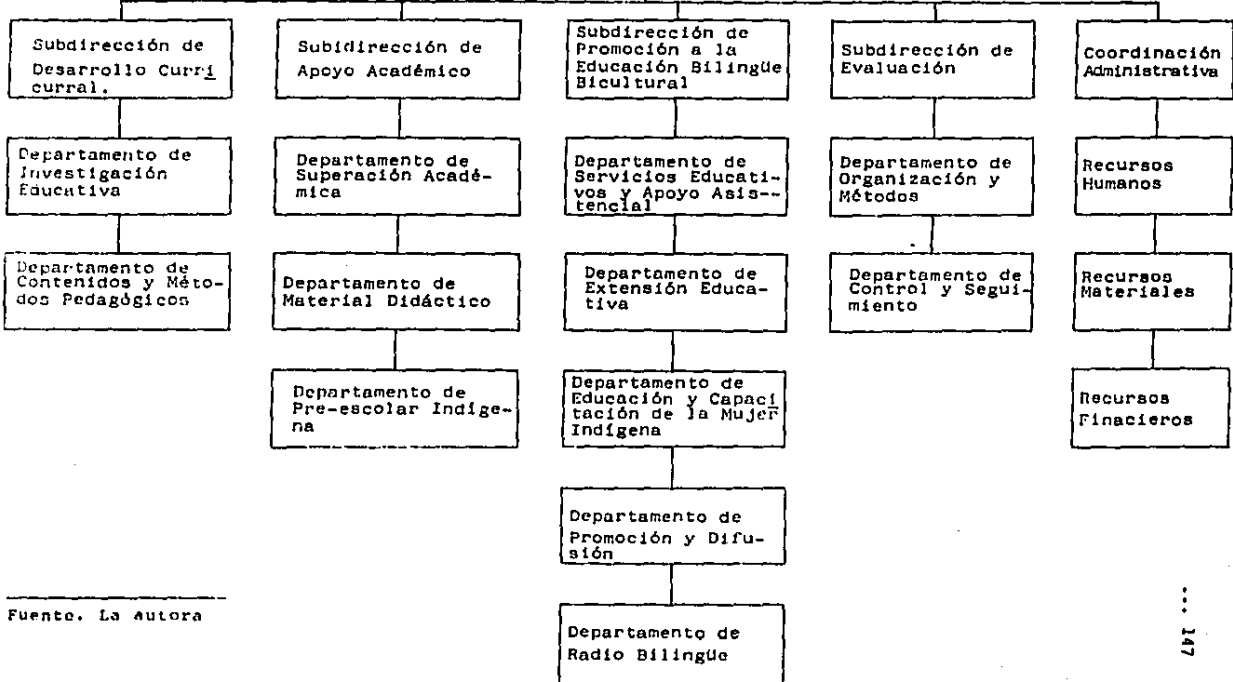 Subdirección de
Desarrollo Curri
curral.
Departamento de
Investigación
Educativa
Departamento de
Contenidos y Méto-
dos Pedagógicos
Subidirección de
Apoyo Académico
Departamento de
Superación Acadé-
mica
Departamento de
Material Didáctico
Departamento de
Pre-escolar Indíge-
na
Subdirección de
Promoción a la
Educación Bilingüe
Bicultural
Departamento de
Servicios Educati-
vos y Apoyo Asis--
tencial
Departamento de
Extensión Educa-
tiva
Departamento de
Educación y Capaci
tación de la Mujer
Indígena
Departamento de
Promoción y Difu-
sión
Departamento de
Radio Bilingüe
Subdirección de
Evaluación
Departamento de
Organización y
Métodos
Departamento de
Control y Segui-
miento
Coordinación
Administrativa
Recursos
Humanos
Recursos
Materiales
Recursos
Finacieros
Fuente. La autora
... 147